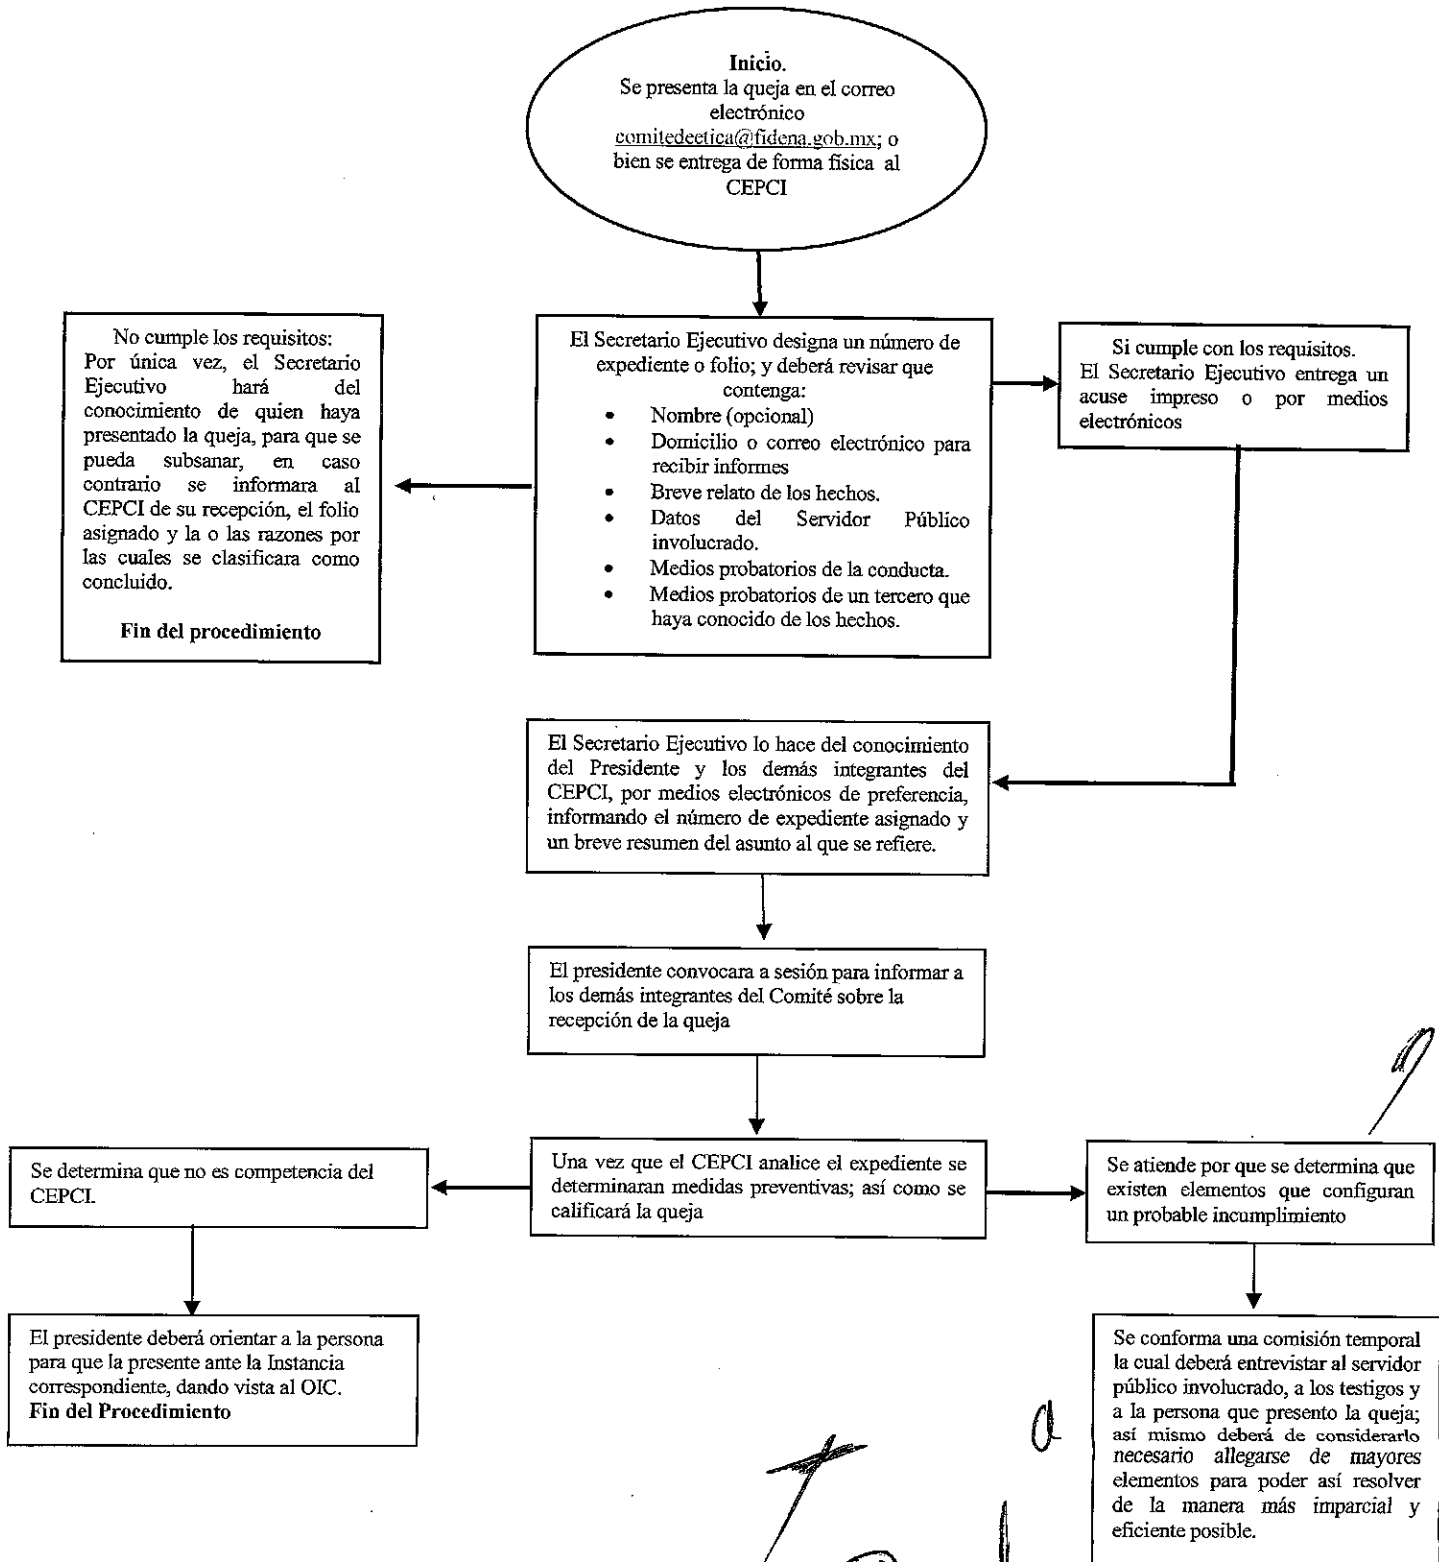 Inicio.
Se presenta la queja en el correo
electrónico
comitedeetica@fidena.gob.mx; o
bien se entrega de forma física al
CEPCI
No cumple los requisitos:
Por única vez, el Secretario
Ejecutivo hará del
conocimiento de quien haya
presentado la queja, para que se
pueda subsanar, en caso
contrario se informara al
CEPCI de su recepción, el folio
asignado y la o las razones por
las cuales se clasificara como
concluido.
Fin del procedimiento
El Secretario Ejecutivo designa un número de
expediente o folio; y deberá revisar que
contenga:
• Nombre (opcional)
• Domicilio o correo electrónico para
recibir informes
• Breve relato de los hechos.
• Datos del Servidor Público
involucrado.
• Medios probatorios de la conducta.
• Medios probatorios de un tercero que
haya conocido de los hechos.
Si cumple con los requisitos.
El Secretario Ejecutivo entrega un
acuse impreso o por medios
electrónicos
El Secretario Ejecutivo lo hace del conocimiento
del Presidente y los demás integrantes del
CEPCI, por medios electrónicos de preferencia,
informando el número de expediente asignado y
un breve resumen del asunto al que se refiere.
El presidente convocara a sesión para informar a
los demás integrantes del Comité sobre la
recepción de la queja
Una vez que el CEPCI analice el expediente se
determinaran medidas preventivas; así como se
calificará la queja
Se determina que no es competencia del
CEPCI.
El presidente deberá orientar a la persona
para que la presente ante la Instancia
correspondiente, dando vista al OIC.
Fin del Procedimiento
Se atiende por que se determina que
existen elementos que configuran
un probable incumplimiento
Se conforma una comisión temporal
la cual deberá entrevistar al servidor
público involucrado, a los testigos y
a la persona que presento la queja;
así mismo deberá de considerarlo
necesario allegarse de mayores
elementos para poder así resolver
de la manera más imparcial y
eficiente posible.